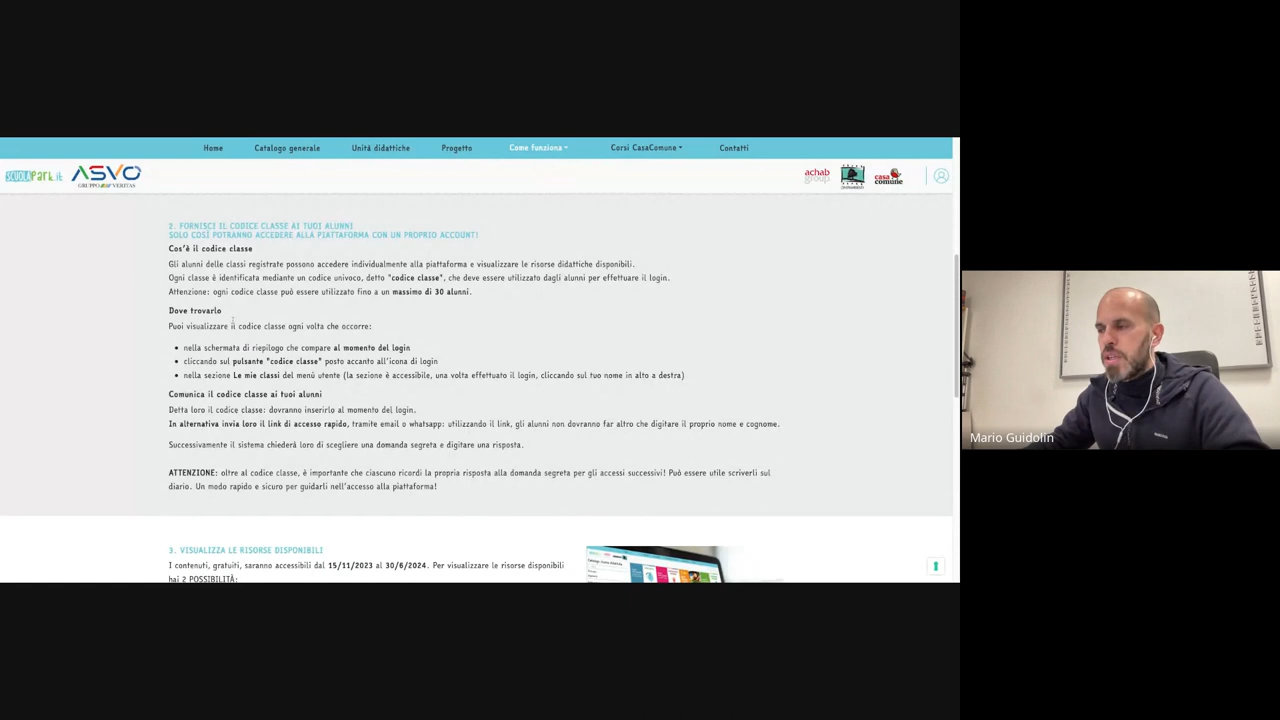 Home Catalogo generale Unità didattiche Progetto Come funziona Corsi CasaComune Contatti
SCUOLAPark.it ASVO
GRUPPO VERITAS
achab
group
casa
comune
2. FORNISCI IL CODICE CLASSE AI TUOI ALUNNI
SOLO COSÌ POTRANNO ACCEDERE ALLA PIATTAFORMA CON UN PROPRIO ACCOUNT!
Cos'è il codice classe
Gli alunni delle classi registrate possono accedere individualmente alla piattaforma e visualizzare le risorse didattiche disponibili.
Ogni classe è identificata mediante un codice univoco, detto "codice classe", che deve essere utilizzato dagli alunni per effettuare il login.
Attenzione: ogni codice classe può essere utilizzato fino a un massimo di 30 alunni.
Dove trovarlo
Puoi visualizzare il codice classe ogni volta che occorre:
• nella schermata di riepilogo che compare al momento del login
• cliccando sul pulsante "codice classe" posto accanto all'icona di login
• nella sezione Le mie classi del menù utente (la sezione è accessibile, una volta effettuato il login, cliccando sul tuo nome in alto a destra)
Comunica il codice classe ai tuoi alunni
Detta loro il codice classe: dovranno inserirlo al momento del login.
In alternativa invia loro il link di accesso rapido, tramite email o whatsapp: utilizzando il link, gli alunni non dovranno far altro che digitare il proprio nome e cognome.
Successivamente il sistema chiederà loro di scegliere una domanda segreta e digitare una risposta.
ATTENZIONE: oltre al codice classe, è importante che ciascuno ricordi la propria risposta alla domanda segreta per gli accessi successivi! Può essere utile scriverli sul
diario. Un modo rapido e sicuro per guidarli nell'accesso alla piattaforma!
3. VISUALIZZA LE RISORSE DISPONIBILI
I contenuti, gratuiti, saranno accessibili dal 15/11/2023 al 30/6/2024. Per visualizzare le risorse disponibili
hai 2 POSSIBILITÀ:
Mario Guidolin